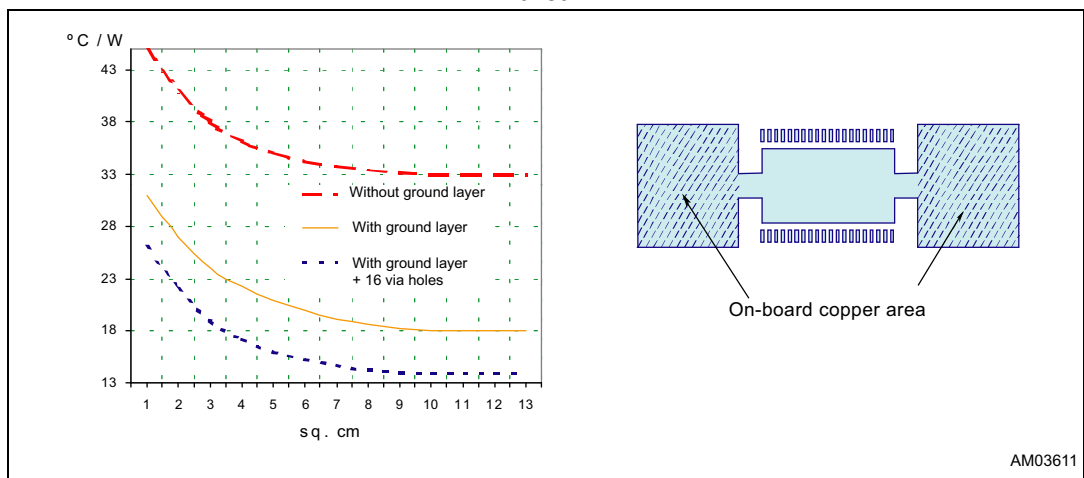 º C / W
43
38
33
28
23
18
13
1 2 3 4 5 6 7 8 9 10 11 12 13
sq. cm
Without ground layer
With ground layer
With ground layer
+ 16 via holes
On-board copper area
AM03611